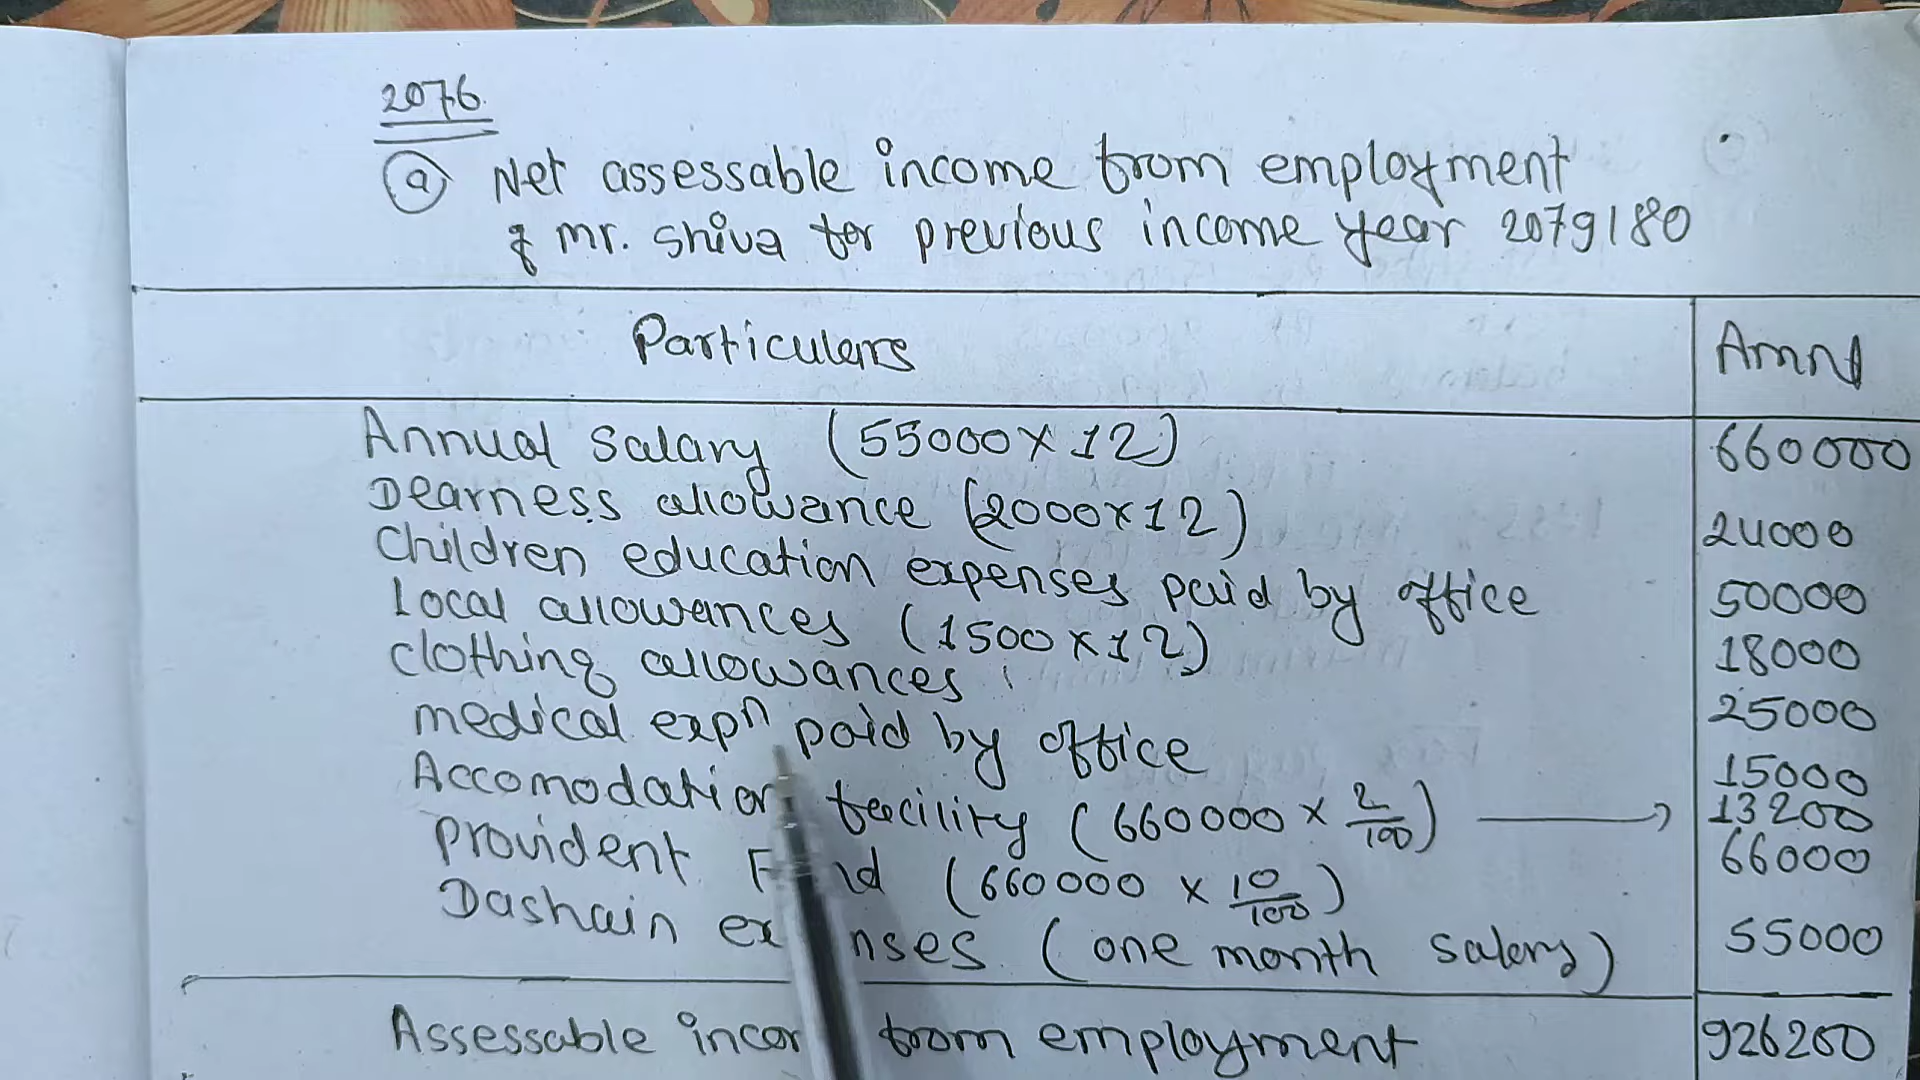 2076
(a) Net assessable income from employment
of mr. Shiva for previous income year 2079/80
Particulars Amnt
Annual salary (55000×12) 660000
Dearness allowance (2000×12) 24000
Children education expenses paid by office 50000
Local allowances (1500×12) 18000
clothing allowances 25000
medical expn paid by office 15000
Accomodation facility (660000 × 2/100) → 13200
Provident (660000 × 10/100) 66000
Dashain (one month salary) 55000
Assessable from employment 926200